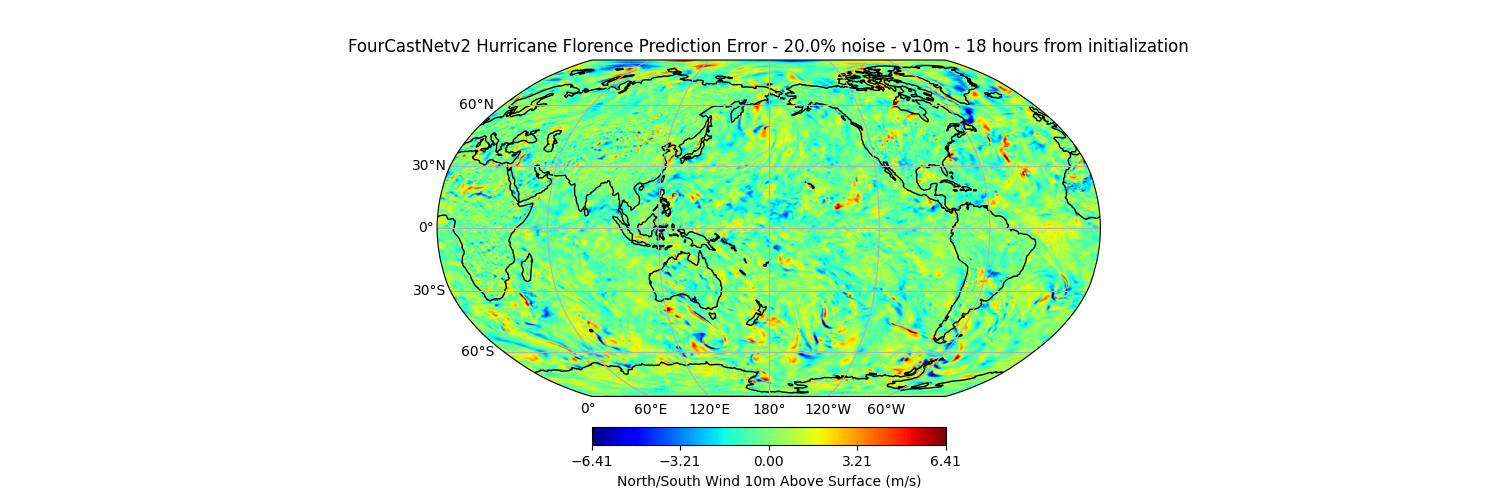 FourCastNetv2 Hurricane Florence Prediction Error - 20.0% noise - v10m - 18 hours from initialization
60°N
30°N
0°
30°S
60°S
0° 60°E 120°E 180° 120°W 60°W
−6.41 −3.21 0.00 3.21 6.41
North/South Wind 10m Above Surface (m/s)